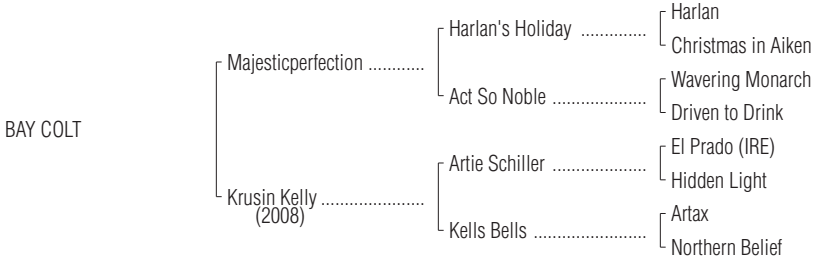 Harlan
Harlan's Holiday ..............
Christmas in Aiken
Majesticperfection ............
Wavering Monarch
Act So Noble ....................
Driven to Drink
BAY COLT
El Prado (IRE)
Artie Schiller ....................
Hidden Light
Krusin Kelly ......................
(2008)
Artax
Kells Bells ........................
Northern Belief